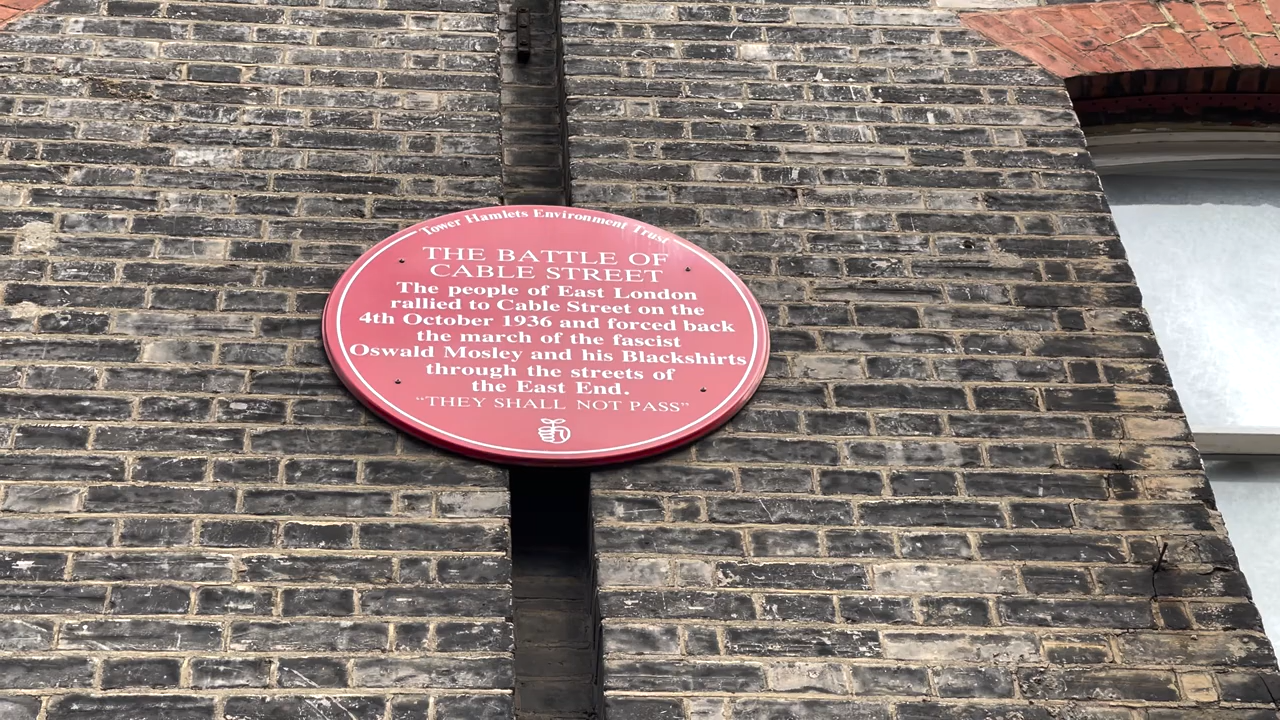 Tower Hamlets Environment Trust
THE BATTLE OF
CABLE STREET
The people of East London
rallied to Cable Street on the
4th October 1936 and forced back
the march of the fascist
Oswald Mosley and his Blackshirts
through the streets of
the East End.
"THEY SHALL NOT PASS"